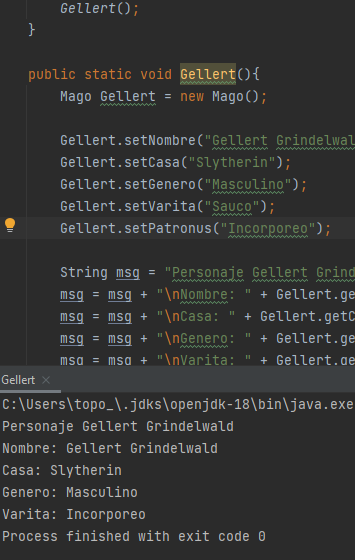 Gellert();
}
public static void Gellert(){
Mago Gellert = new Mago();
Gellert.setNombre("Gellert Grindelwal
Gellert.setCasa("Slytherin");
Gellert.setGenero("Masculino");
Gellert.setVarita("Sauco");
Gellert.setPatronus("Incorporeo");
String msg = "Personaje Gellert Grind
msg = msg + "\nNombre: " + Gellert.ge
msg = msg + "\nCasa: " + Gellert.getC
msg = msg + "\nGenero: " + Gellert.ge
msg = msg + "\nVarita: " + Gellert.ge
Gellert ×
C:\Users\topo_\.jdks\openjdk-18\bin\java.exe
Personaje Gellert Grindelwald
Nombre: Gellert Grindelwald
Casa: Slytherin
Genero: Masculino
Varita: Incorporeo
Process finished with exit code 0